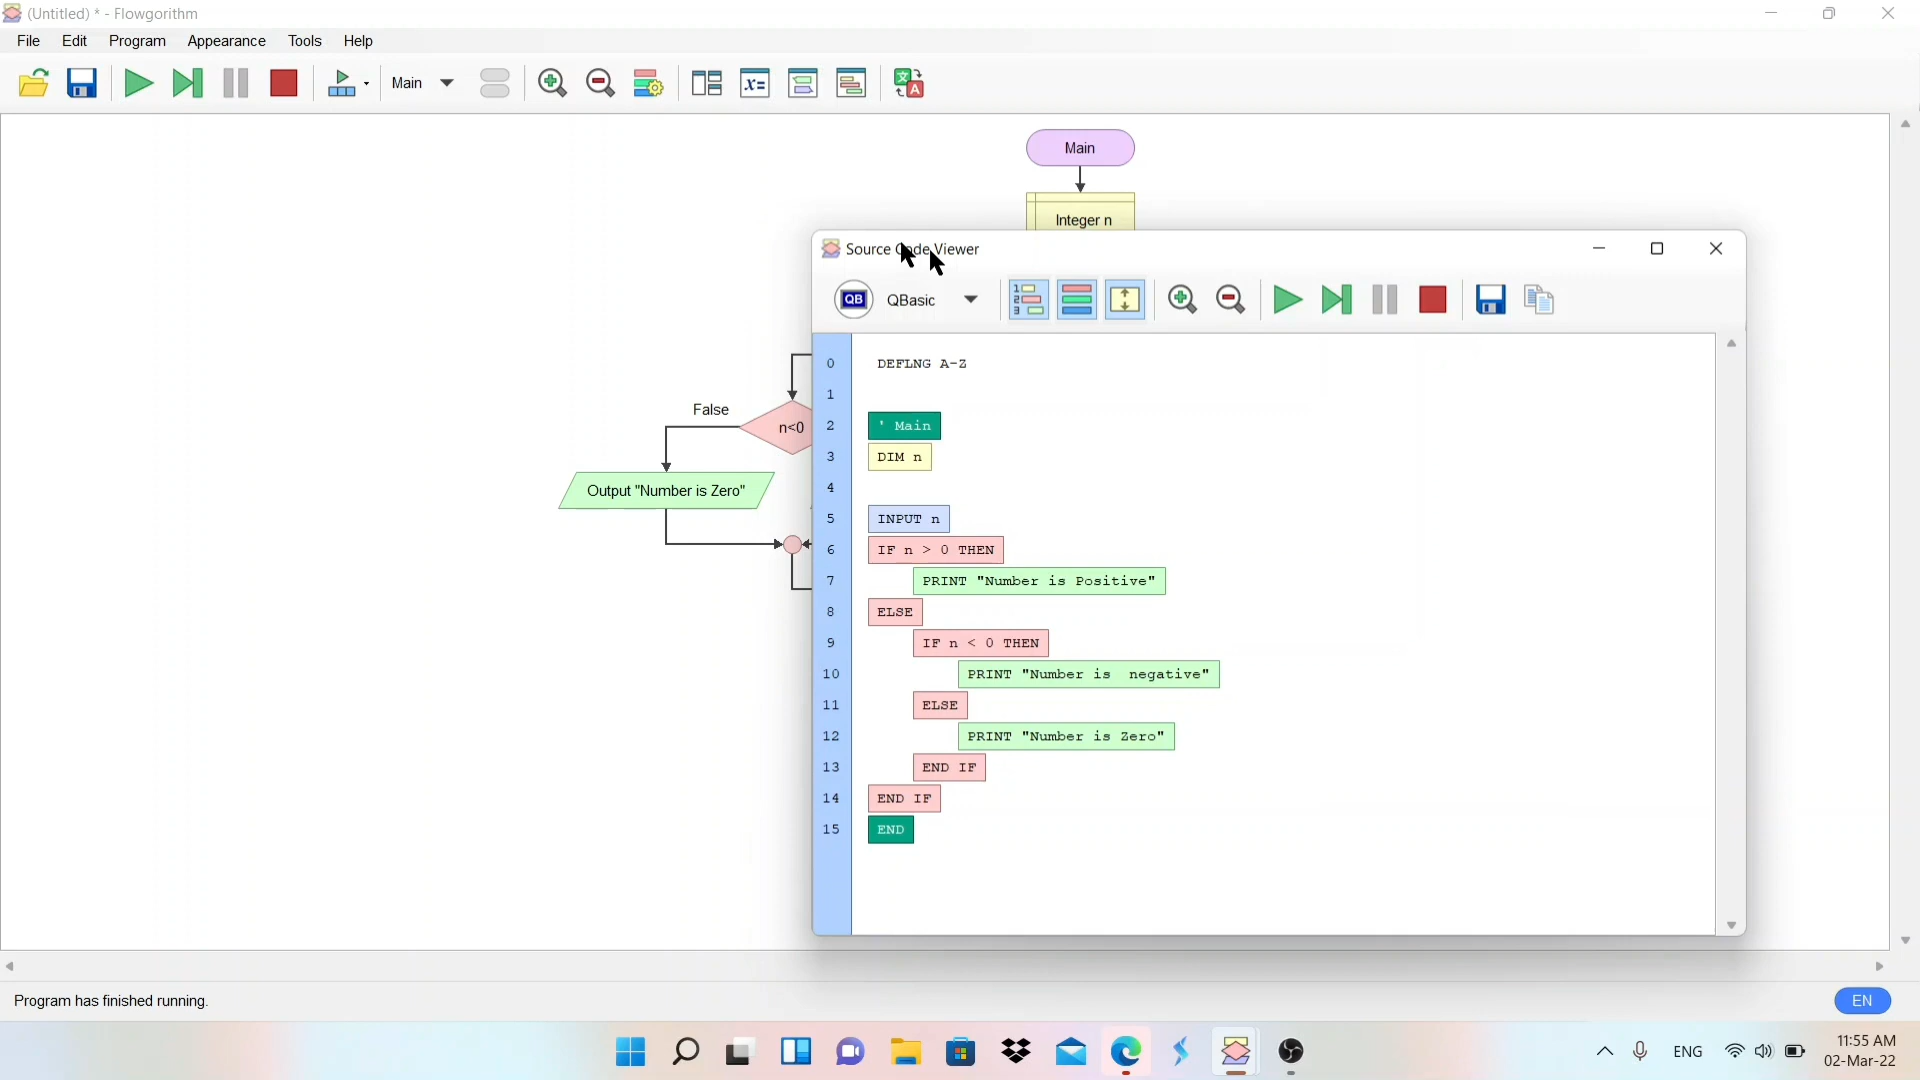 (Untitled) * - Flowgorithm
File Edit Program Appearance Tools Help
Main
x=
A
Main
Integer n
False
n<0
Output "Number is Zero"
Source Code Viewer
QB QBasic
1
2
3
0 DEFLNG A-Z
1
2 ' Main
3 DIM n
4
5 INPUT n
6 IF n > 0 THEN
7 PRINT "Number is Positive"
8 ELSE
9 IF n < 0 THEN
10 PRINT "Number is  negative"
11 ELSE
12 PRINT "Number is Zero"
13 END IF
14 END IF
15 END
Program has finished running.
EN
ENG
11:55 AM
02-Mar-22